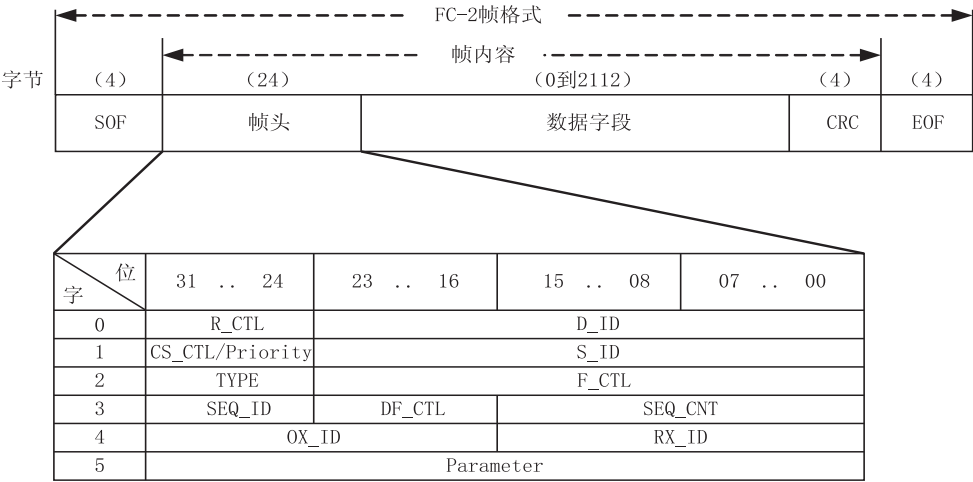 FC-2帧格式
帧内容
字节 (4) (24) (0到2112) (4) (4)
SOF 帧头 数据字段 CRC EOF
位 字 31 .. 24 23 .. 16 15 .. 08 07 .. 00
0 R_CTL D_ID
1 CS_CTL/Priority S_ID
2 TYPE F_CTL
3 SEQ_ID DF_CTL SEQ_CNT
4 OX_ID RX_ID
5 Parameter